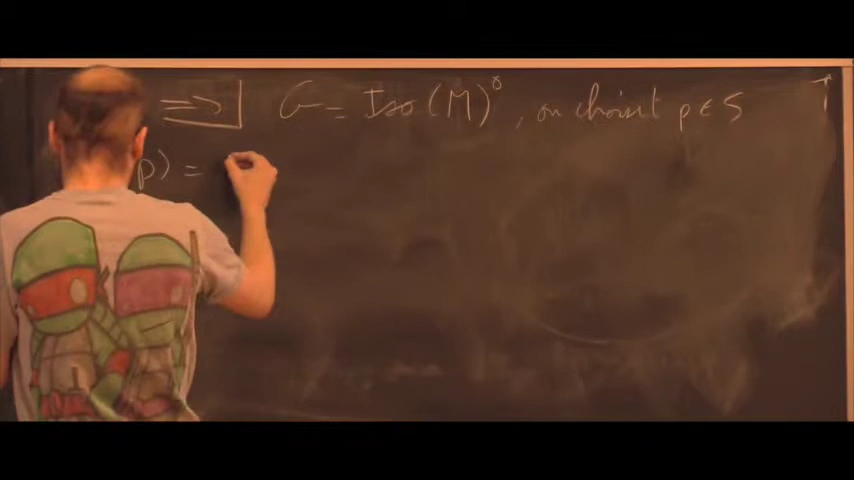 => G = Iso(M)°, on choisit p ∈ S
p) =